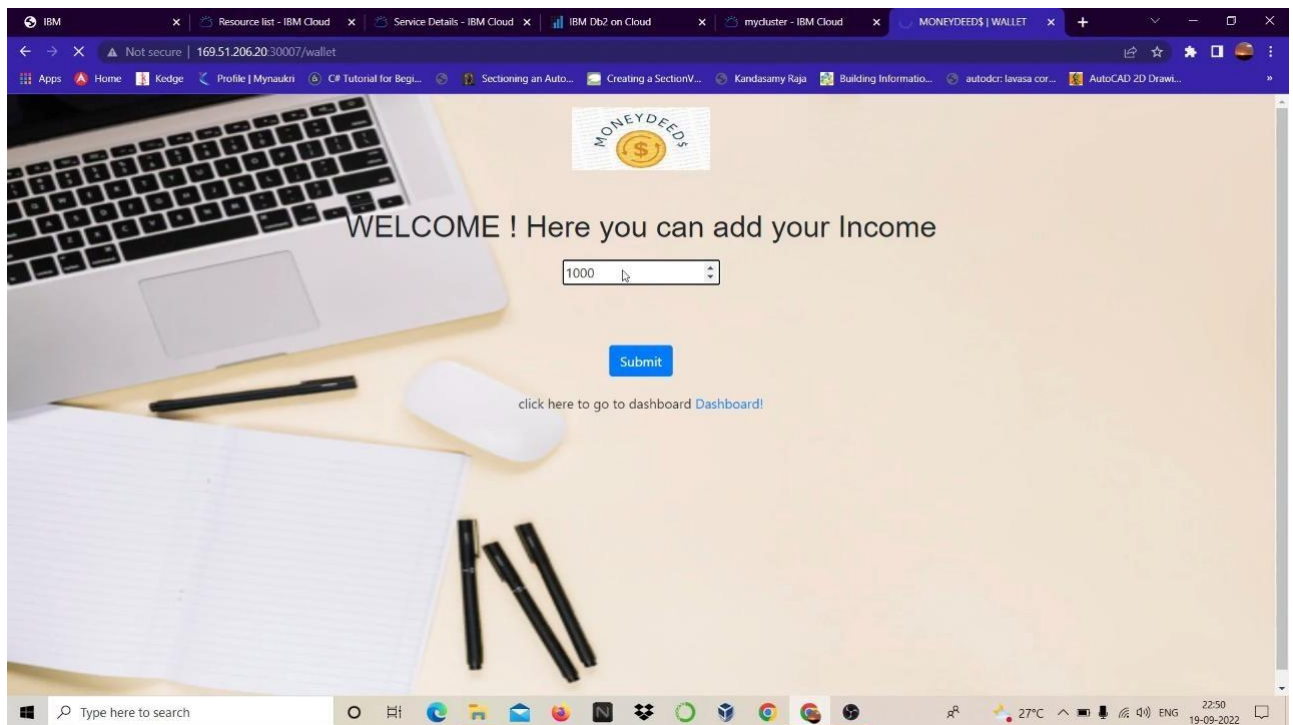 IBM
Resource list - IBM Cloud
Service Details - IBM Cloud
IBM Db2 on Cloud
mycluster - IBM Cloud
MONEYDEED$ | WALLET
Not secure | 169.51.206.20:30007/wallet
Apps
Home
Kedge
Profile | Mynaukri
C# Tutorial for Begi...
Sectioning an Auto...
Creating a SectionV...
Kandasamy Raja
Building Informatio...
autodcr: lavasa cor...
AutoCAD 2D Drawi...
»
MONEYDEED$
$
WELCOME ! Here you can add your Income
1000
Submit
click here to go to dashboard Dashboard!
Type here to search
27°C
ENG
22:50
19-09-2022